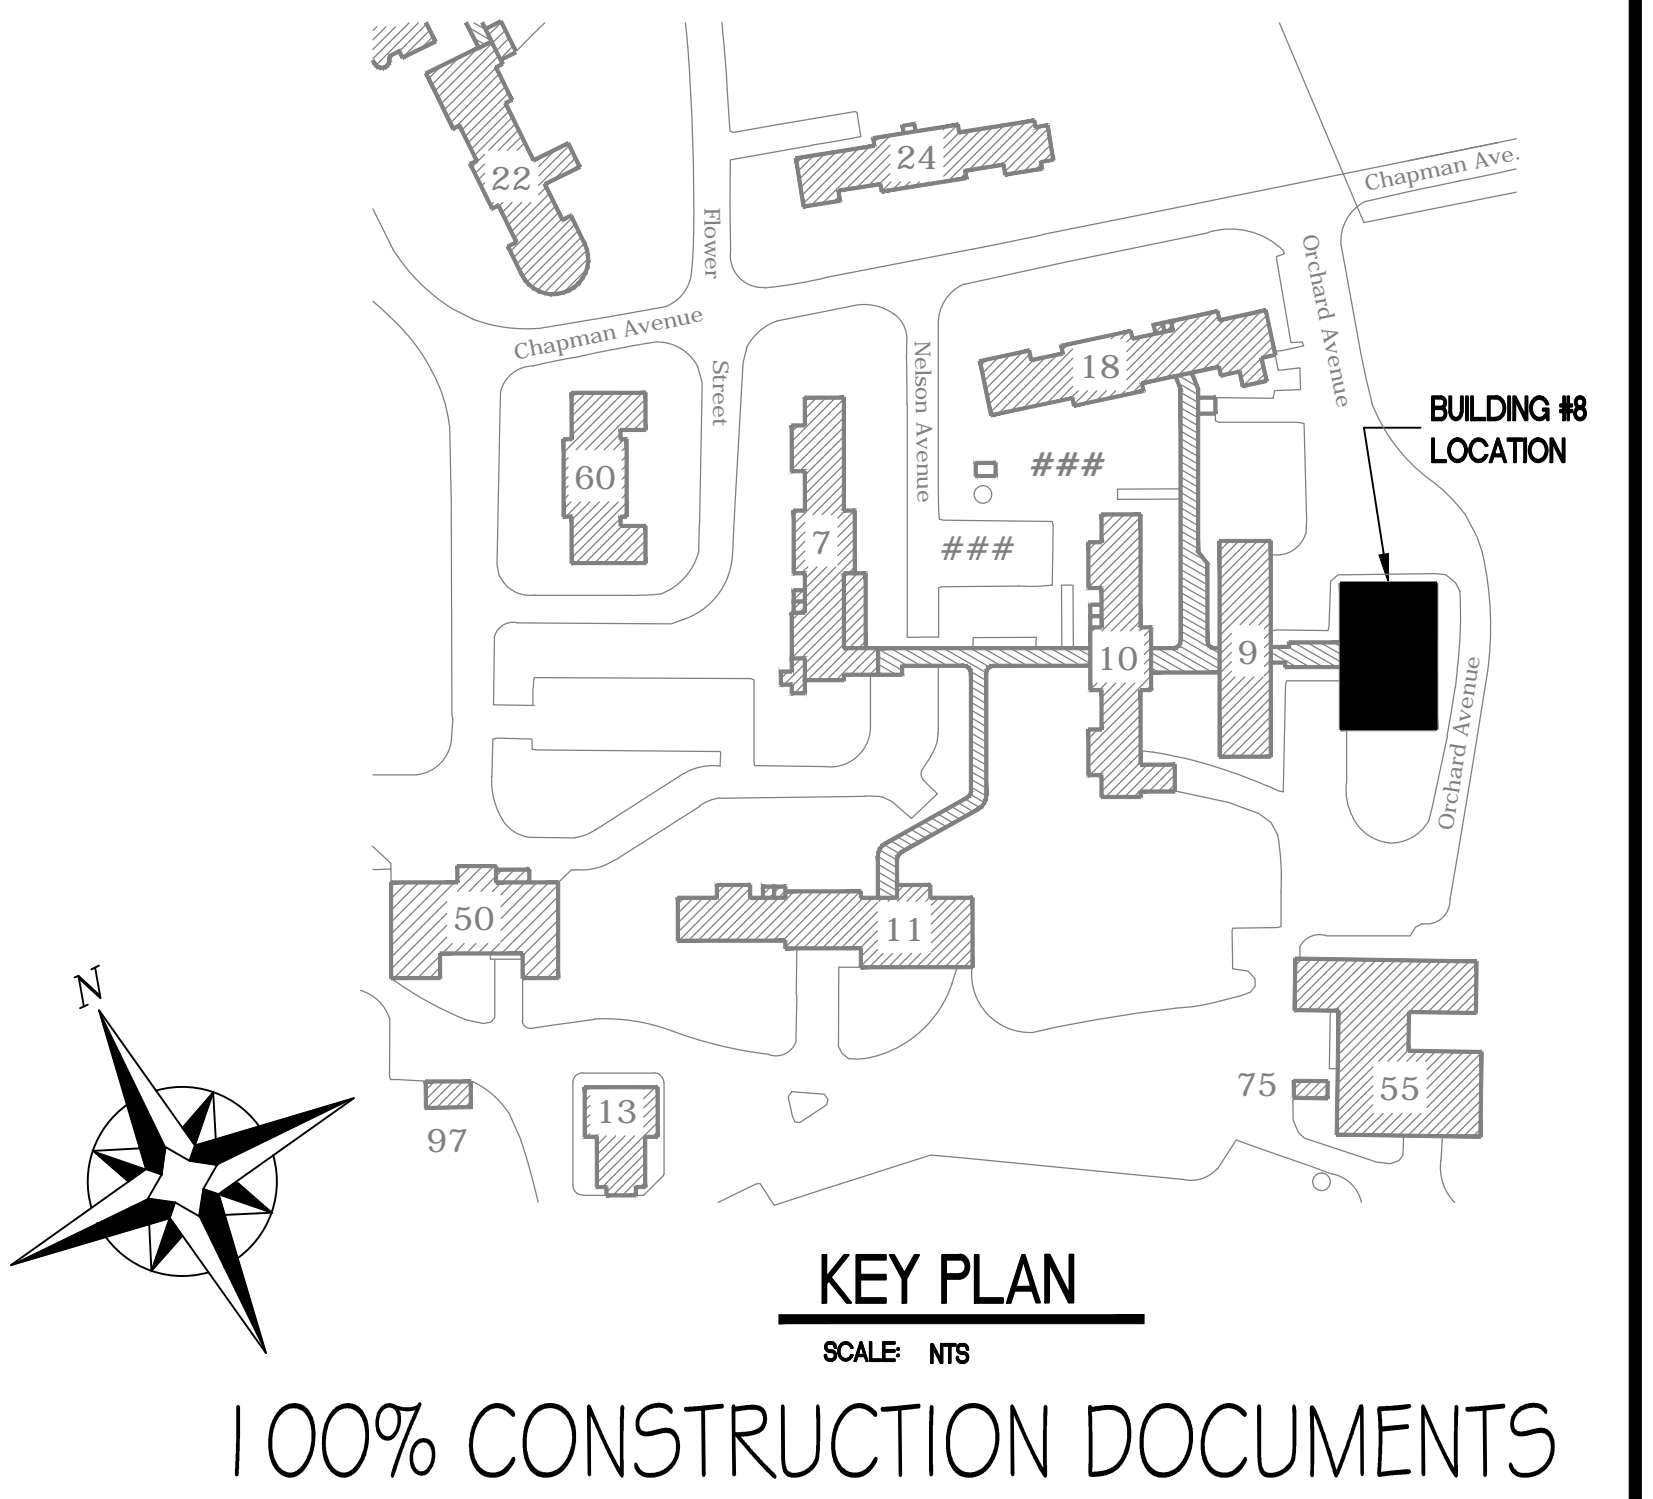 22
24
Chapman Ave.
Flower
Orchard Avenue
Chapman Avenue
Street
Nelson Avenue
18
BUILDING #8
LOCATION
###
60
7
###
10
9
Orchard Avenue
50
11
N
75
55
13
97
KEY PLAN
SCALE: NTS
100% CONSTRUCTION DOCUMENTS